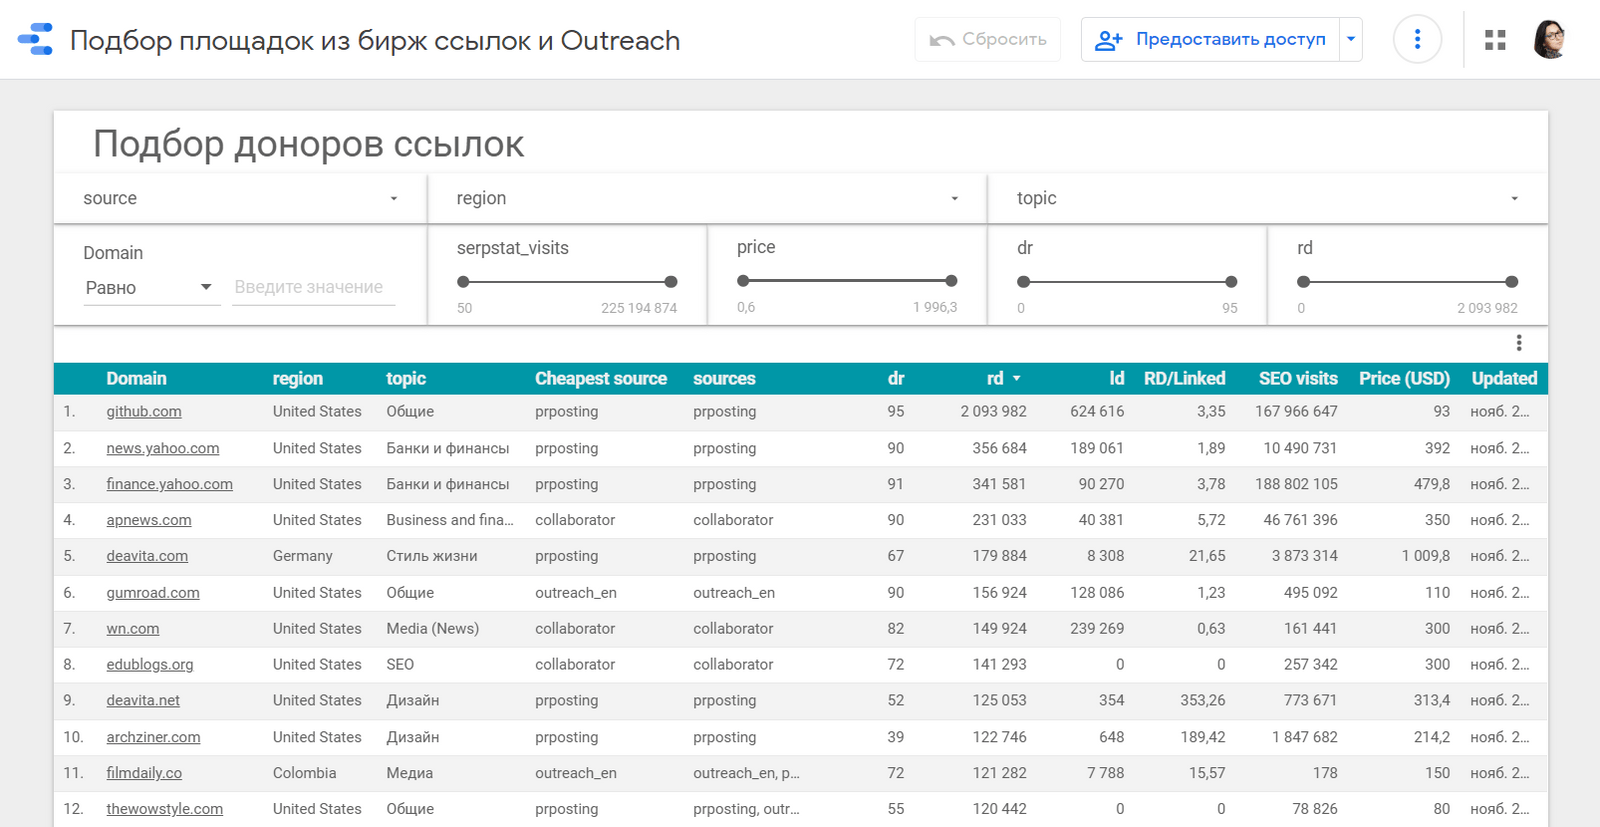 Подбор площадок из бирж ссылок и Outreach
Сбросить
Предоставить доступ
Подбор доноров ссылок
source
region
topic
Domain
Равно
Введите значение
serpstat_visits
50 225 194 874
price
0,6 1 996,3
dr
0 95
rd
0 2 093 982
Domain region topic Cheapest source sources dr rd ld RD/Linked SEO visits Price (USD) Updated
1. github.com United States Общие prposting prposting 95 2 093 982 624 616 3,35 167 966 647 93 нояб. 2...
2. news.yahoo.com United States Банки и финансы prposting prposting 90 356 684 189 061 1,89 10 490 731 392 нояб. 2...
3. finance.yahoo.com United States Банки и финансы prposting prposting 91 341 581 90 270 3,78 188 802 105 479,8 нояб. 2...
4. apnews.com United States Business and fina... collaborator collaborator 90 231 033 40 381 5,72 46 761 396 350 нояб. 2...
5. deavita.com Germany Стиль жизни prposting prposting 67 179 884 8 308 21,65 3 873 314 1 009,8 нояб. 2...
6. gumroad.com United States Общие outreach_en outreach_en 90 156 924 128 086 1,23 495 092 110 нояб. 2...
7. wn.com United States Media (News) collaborator collaborator 82 149 924 239 269 0,63 161 441 300 нояб. 2...
8. edublogs.org United States SEO collaborator collaborator 72 141 293 0 0 257 342 300 нояб. 2...
9. deavita.net United States Дизайн prposting prposting 52 125 053 354 353,26 773 671 313,4 нояб. 2...
10. archziner.com United States Дизайн prposting prposting 39 122 746 648 189,42 1 847 682 214,2 нояб. 2...
11. filmdaily.co Colombia Медиа outreach_en outreach_en, p... 72 121 282 7 788 15,57 178 150 нояб. 2...
12. thewowstyle.com United States Общие prposting prposting, outr... 55 120 442 0 0 78 826 80 нояб. 2...